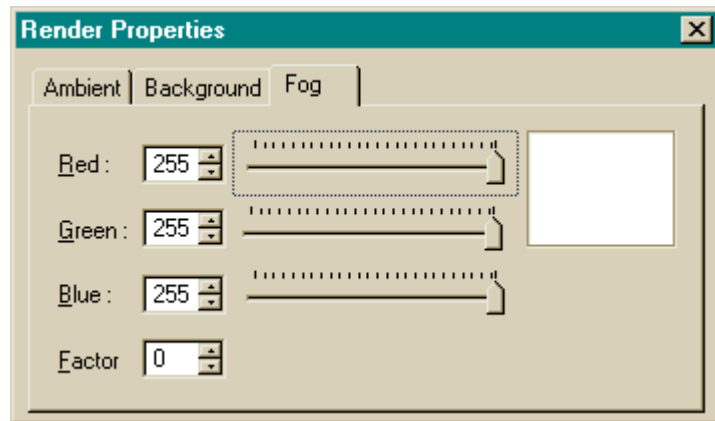 Render Properties
Ambient Background Fog
Red : 255
Green : 255
Blue : 255
Factor 0